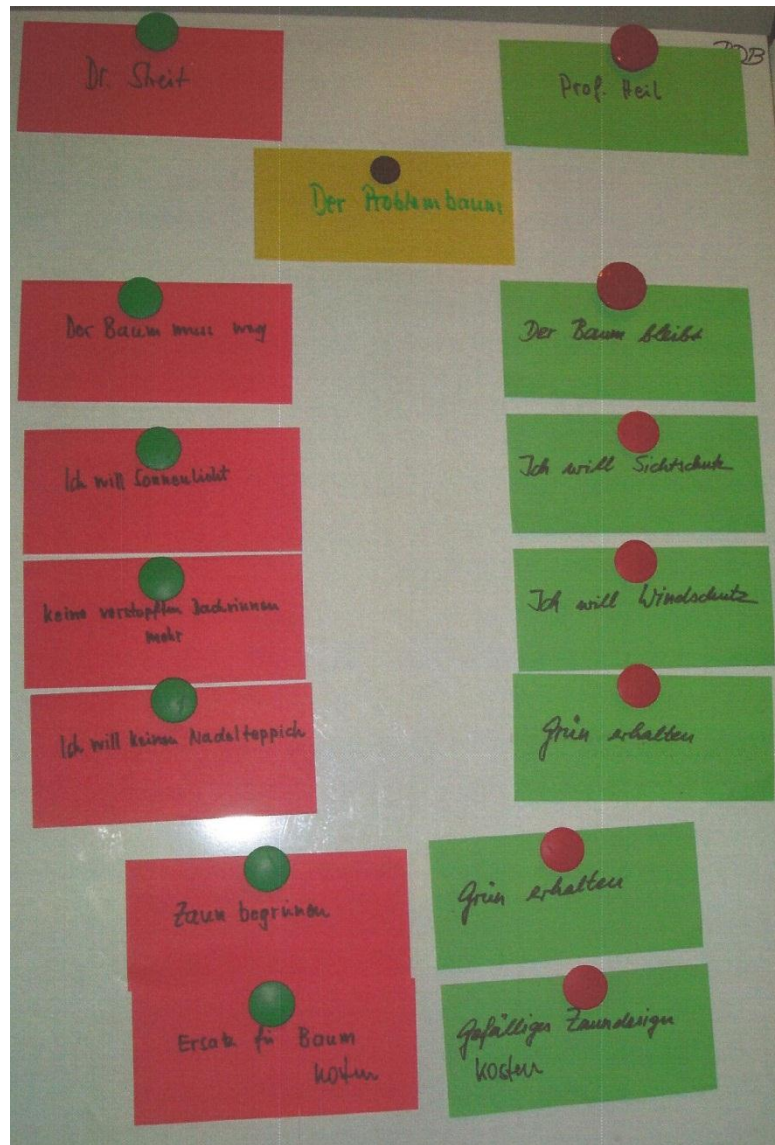 Dr. Streit
Prof. Heil
PDB
Der Problembaum
Der Baum muss weg
Ich will Sonnenlicht
keine verstopften Dachrinnen
mehr
Ich will keinen Nadelteppich
Der Baum bleibt
Ich will Sichtschutz
Ich will Windschutz
Grün erhalten
Zaun begrünen
Ersatz für Baum
Kosten
Grün erhalten
Gefälliges Zaundesign
Kosten